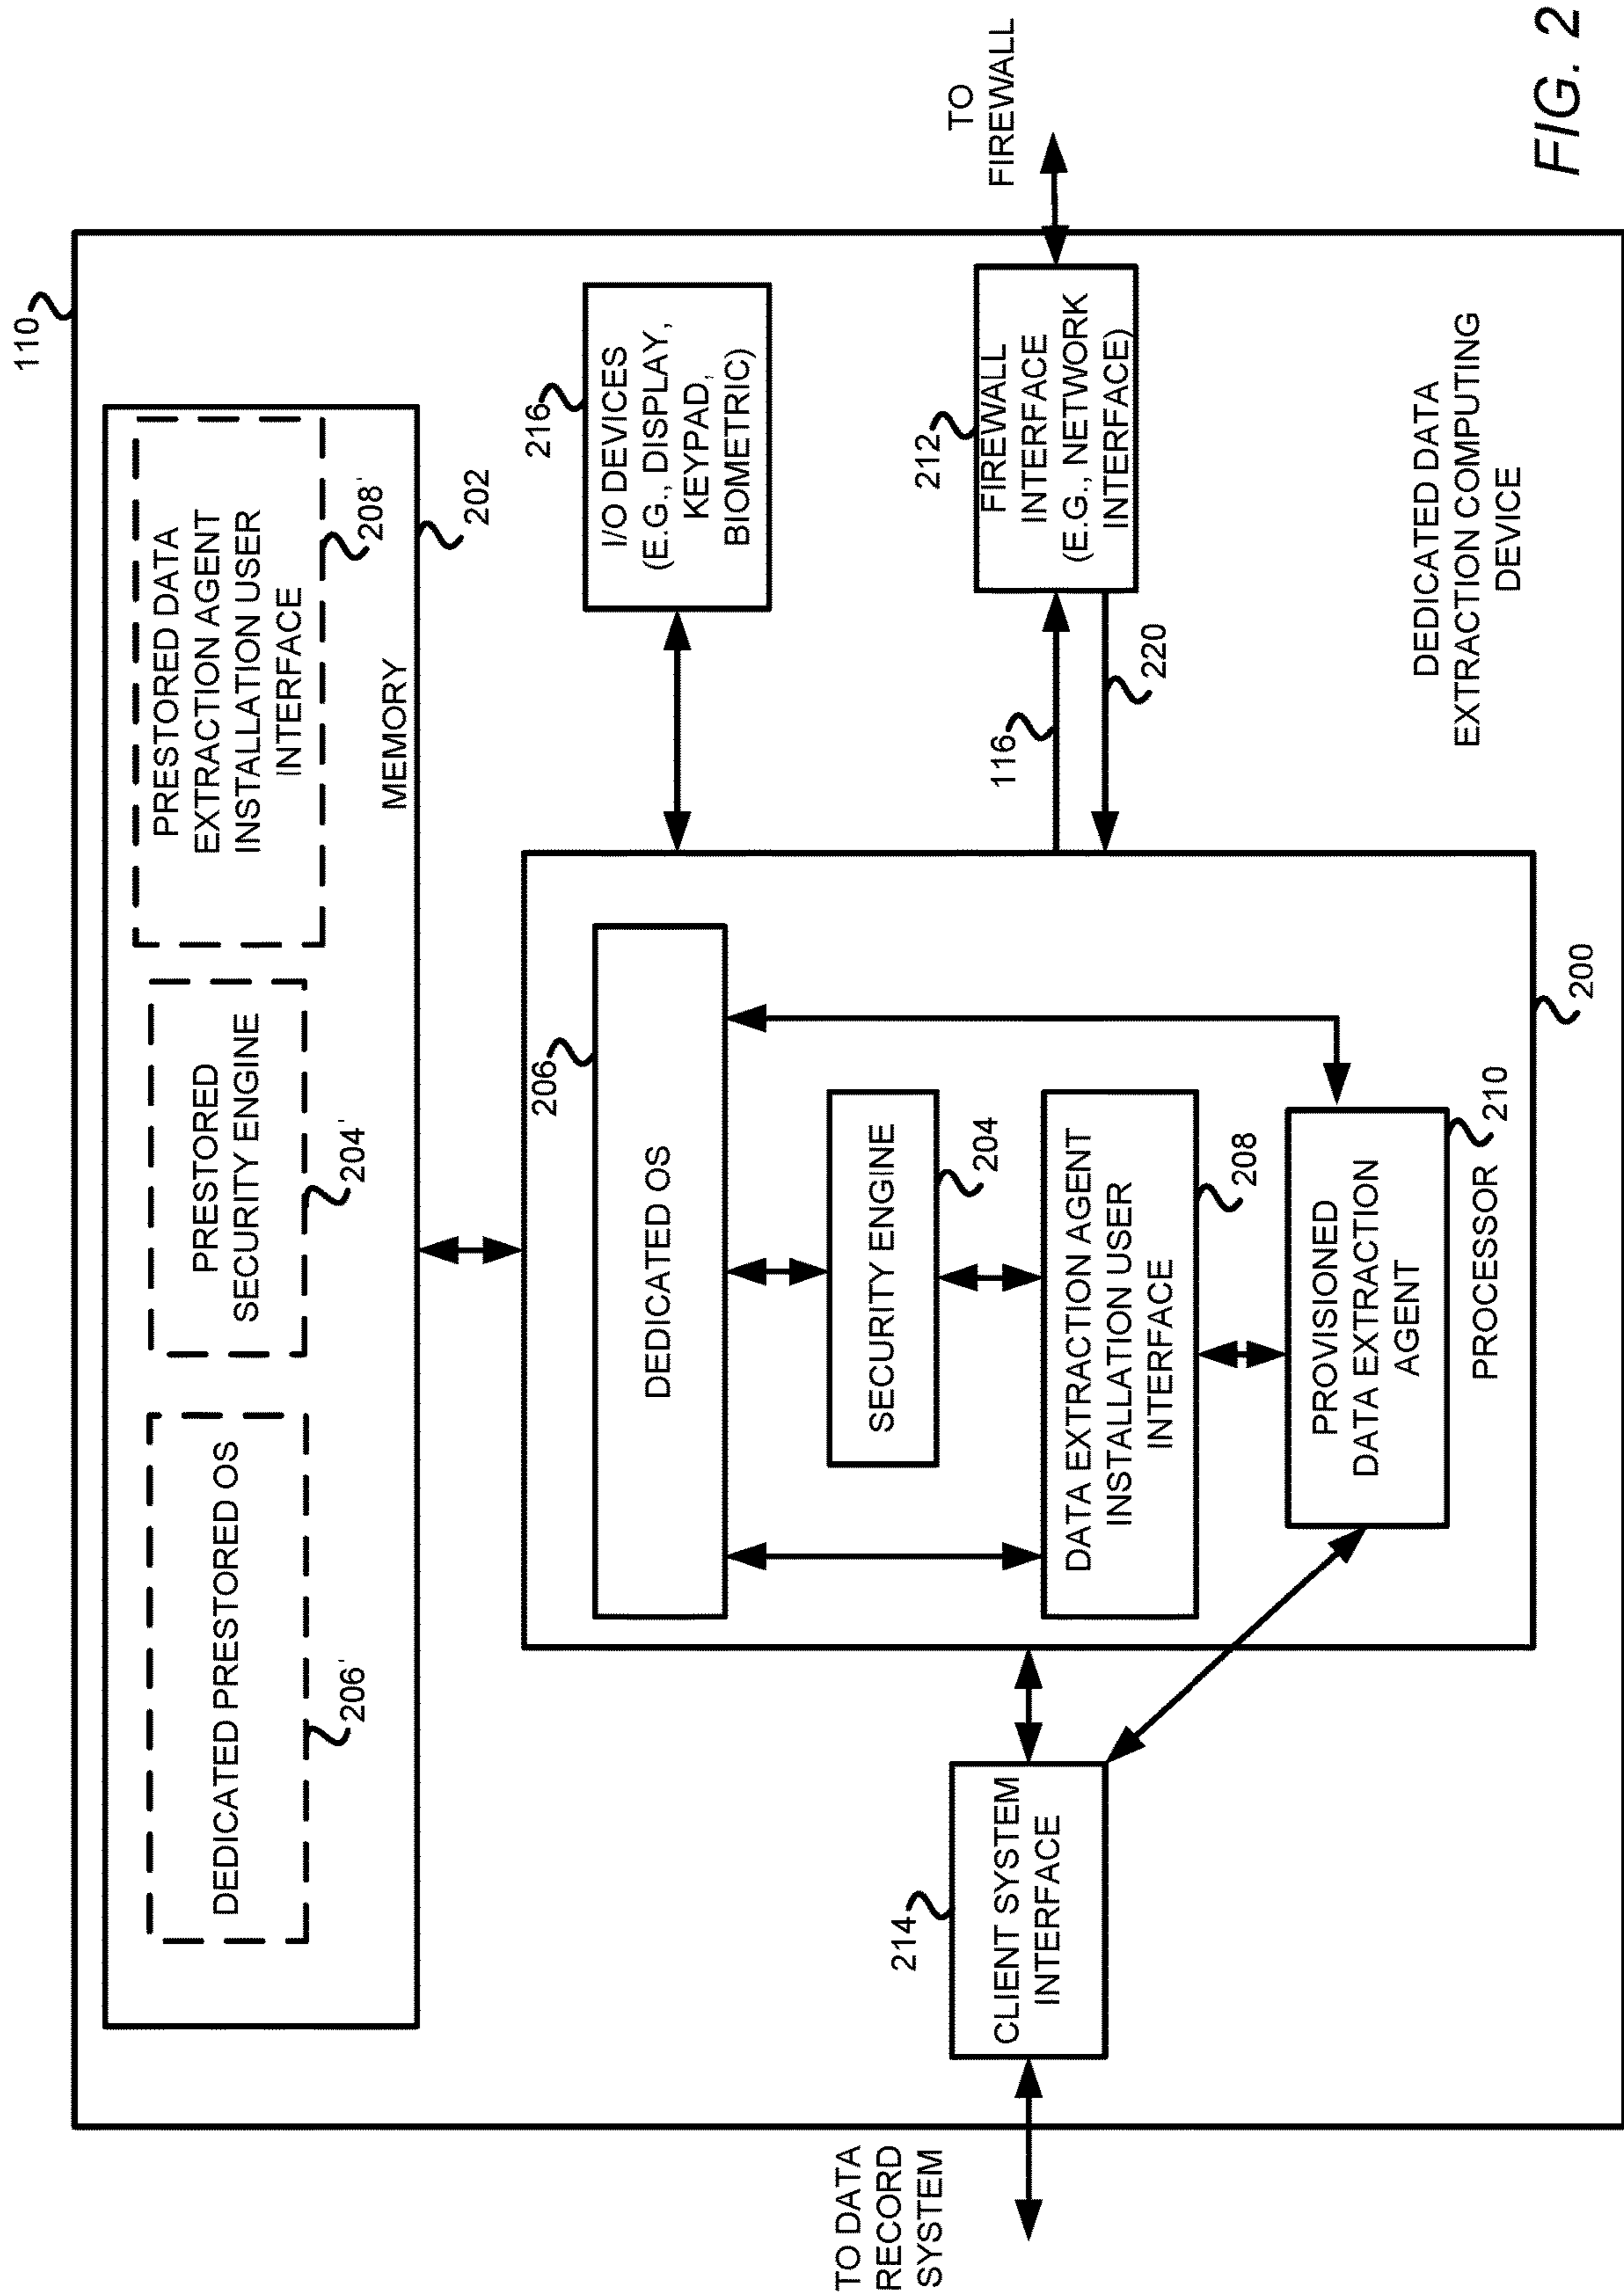 110
DEDICATED PRESTORED OS
206'
PRESTORED
SECURITY ENGINE
204'
PRESTORED DATA
EXTRACTION AGENT
INSTALLATION USER
INTERFACE
208'
MEMORY
202
206
DEDICATED OS
SECURITY ENGINE
204
DATA EXTRACTION AGENT
INSTALLATION USER
INTERFACE
208
PROVISIONED
DATA EXTRACTION
AGENT
210
PROCESSOR
200
216
I/O DEVICES
(E.G., DISPLAY,
KEYPAD,
BIOMETRIC)
212
FIREWALL
INTERFACE
(E.G., NETWORK
INTERFACE)
116
220
TO
FIREWALL
214
CLIENT SYSTEM
INTERFACE
TO DATA
RECORD
SYSTEM
DEDICATED DATA
EXTRACTION COMPUTING
DEVICE
FIG. 2